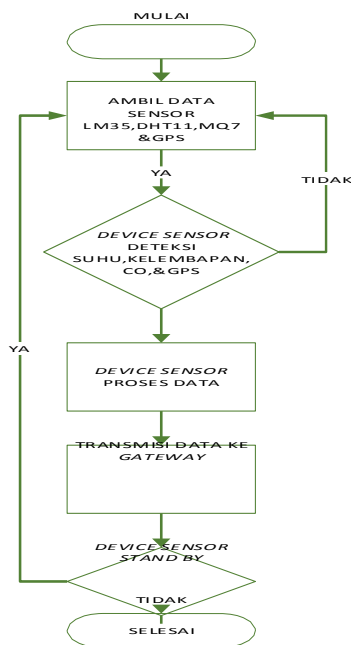 MULAI
AMBIL DATA
SENSOR
LM35,DHT11,MQ7
&GPS
YA
TIDAK
DEVICE SENSOR
DETEKSI
SUHU,KELEMBAPAN,
CO,&GPS
YA
DEVICE SENSOR
PROSES DATA
TRANSMISI DATA KE
GATEWAY
DEVICE SENSOR
STAND BY
TIDAK
SELESAI